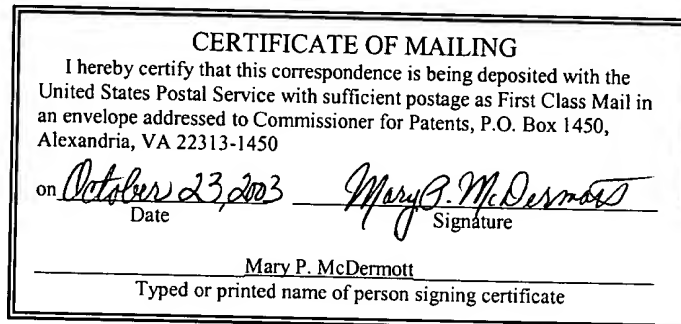 CERTIFICATE OF MAILING
I hereby certify that this correspondence is being deposited with the
United States Postal Service with sufficient postage as First Class Mail in
an envelope addressed to Commissioner for Patents, P.O. Box 1450,
Alexandria, VA 22313-1450
on October 23, 2003 Mary P. McDermott
Date Signature
Mary P. McDermott
Typed or printed name of person signing certificate